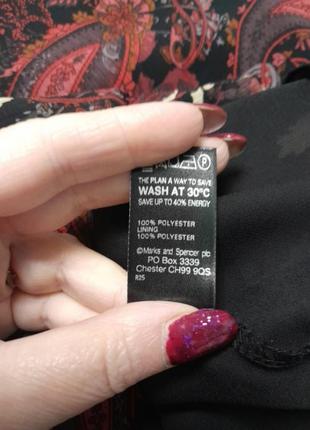 P
THE PLAN A WAY TO SAVE
WASH AT 30°C
SAVE UP TO 40% ENERGY
100% POLYESTER
LINING
100% POLYESTER
©Marks and Spencer plc
PO Box 3339
Chester CH99 9QS
R25